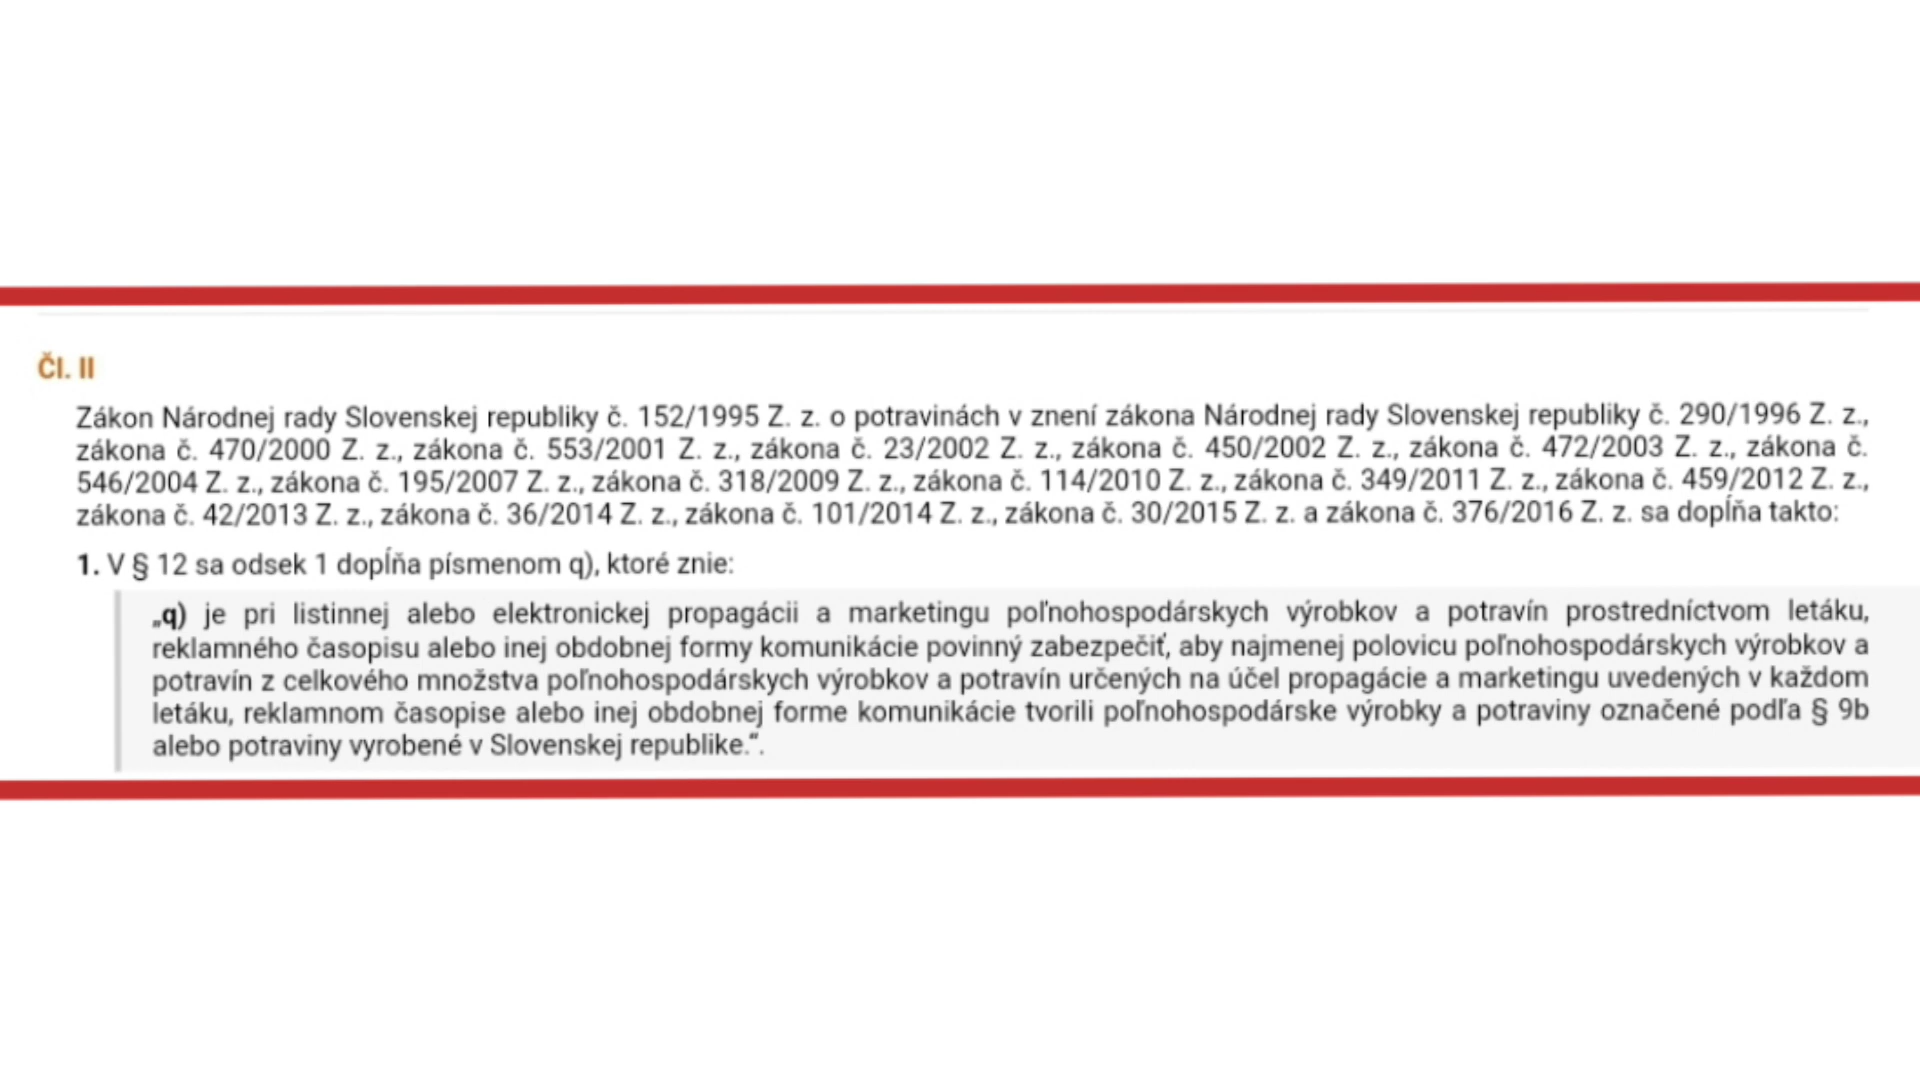 Čl. II
Zákon Národnej rady Slovenskej republiky č. 152/1995 Z. z. o potravinách v znení zákona Národnej rady Slovenskej republiky č. 290/1996 Z. z.,
zákona č. 470/2000 Z. z., zákona č. 553/2001 Z. z., zákona č. 23/2002 Z. z., zákona č. 450/2002 Z. z., zákona č. 472/2003 Z. z., zákona č.
546/2004 Z. z., zákona č. 195/2007 Z. z., zákona č. 318/2009 Z. z., zákona č. 114/2010 Z. z., zákona č. 349/2011 Z. z., zákona č. 459/2012 Z. z.,
zákona č. 42/2013 Z. z., zákona č. 36/2014 Z. z., zákona č. 101/2014 Z. z., zákona č. 30/2015 Z. z. a zákona č. 376/2016 Z. z. sa dopĺňa takto:
1. V § 12 sa odsek 1 dopĺňa písmenom q), ktoré znie:
„q) je pri listinnej alebo elektronickej propagácii a marketingu poľnohospodárskych výrobkov a potravín prostredníctvom letáku,
reklamného časopisu alebo inej obdobnej formy komunikácie povinný zabezpečiť, aby najmenej polovicu poľnohospodárskych výrobkov a
potravín z celkového množstva poľnohospodárskych výrobkov a potravín určených na účel propagácie a marketingu uvedených v každom
letáku, reklamnom časopise alebo inej obdobnej forme komunikácie tvorili poľnohospodárske výrobky a potraviny označené podľa § 9b
alebo potraviny vyrobené v Slovenskej republike.“.